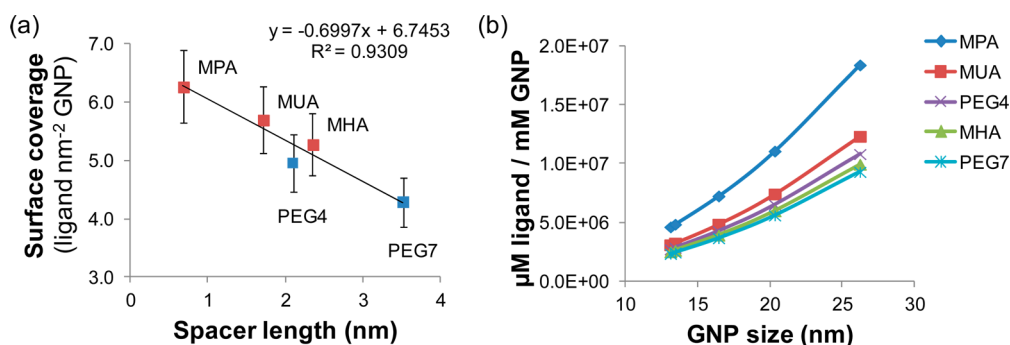 (a)
y = -0.6997x + 6.7453
R² = 0.9309
Surface coverage
(ligand nm⁻² GNP)
7.0
6.0
5.0
4.0
3.0
MPA
MUA
MHA
PEG4
PEG7
0 1 2 3 4
Spacer length (nm)
(b)
µM ligand / mM GNP
2.0E+07
1.5E+07
1.0E+07
5.0E+06
0.0E+00
10 15 20 25 30
GNP size (nm)
MPA
MUA
PEG4
MHA
PEG7